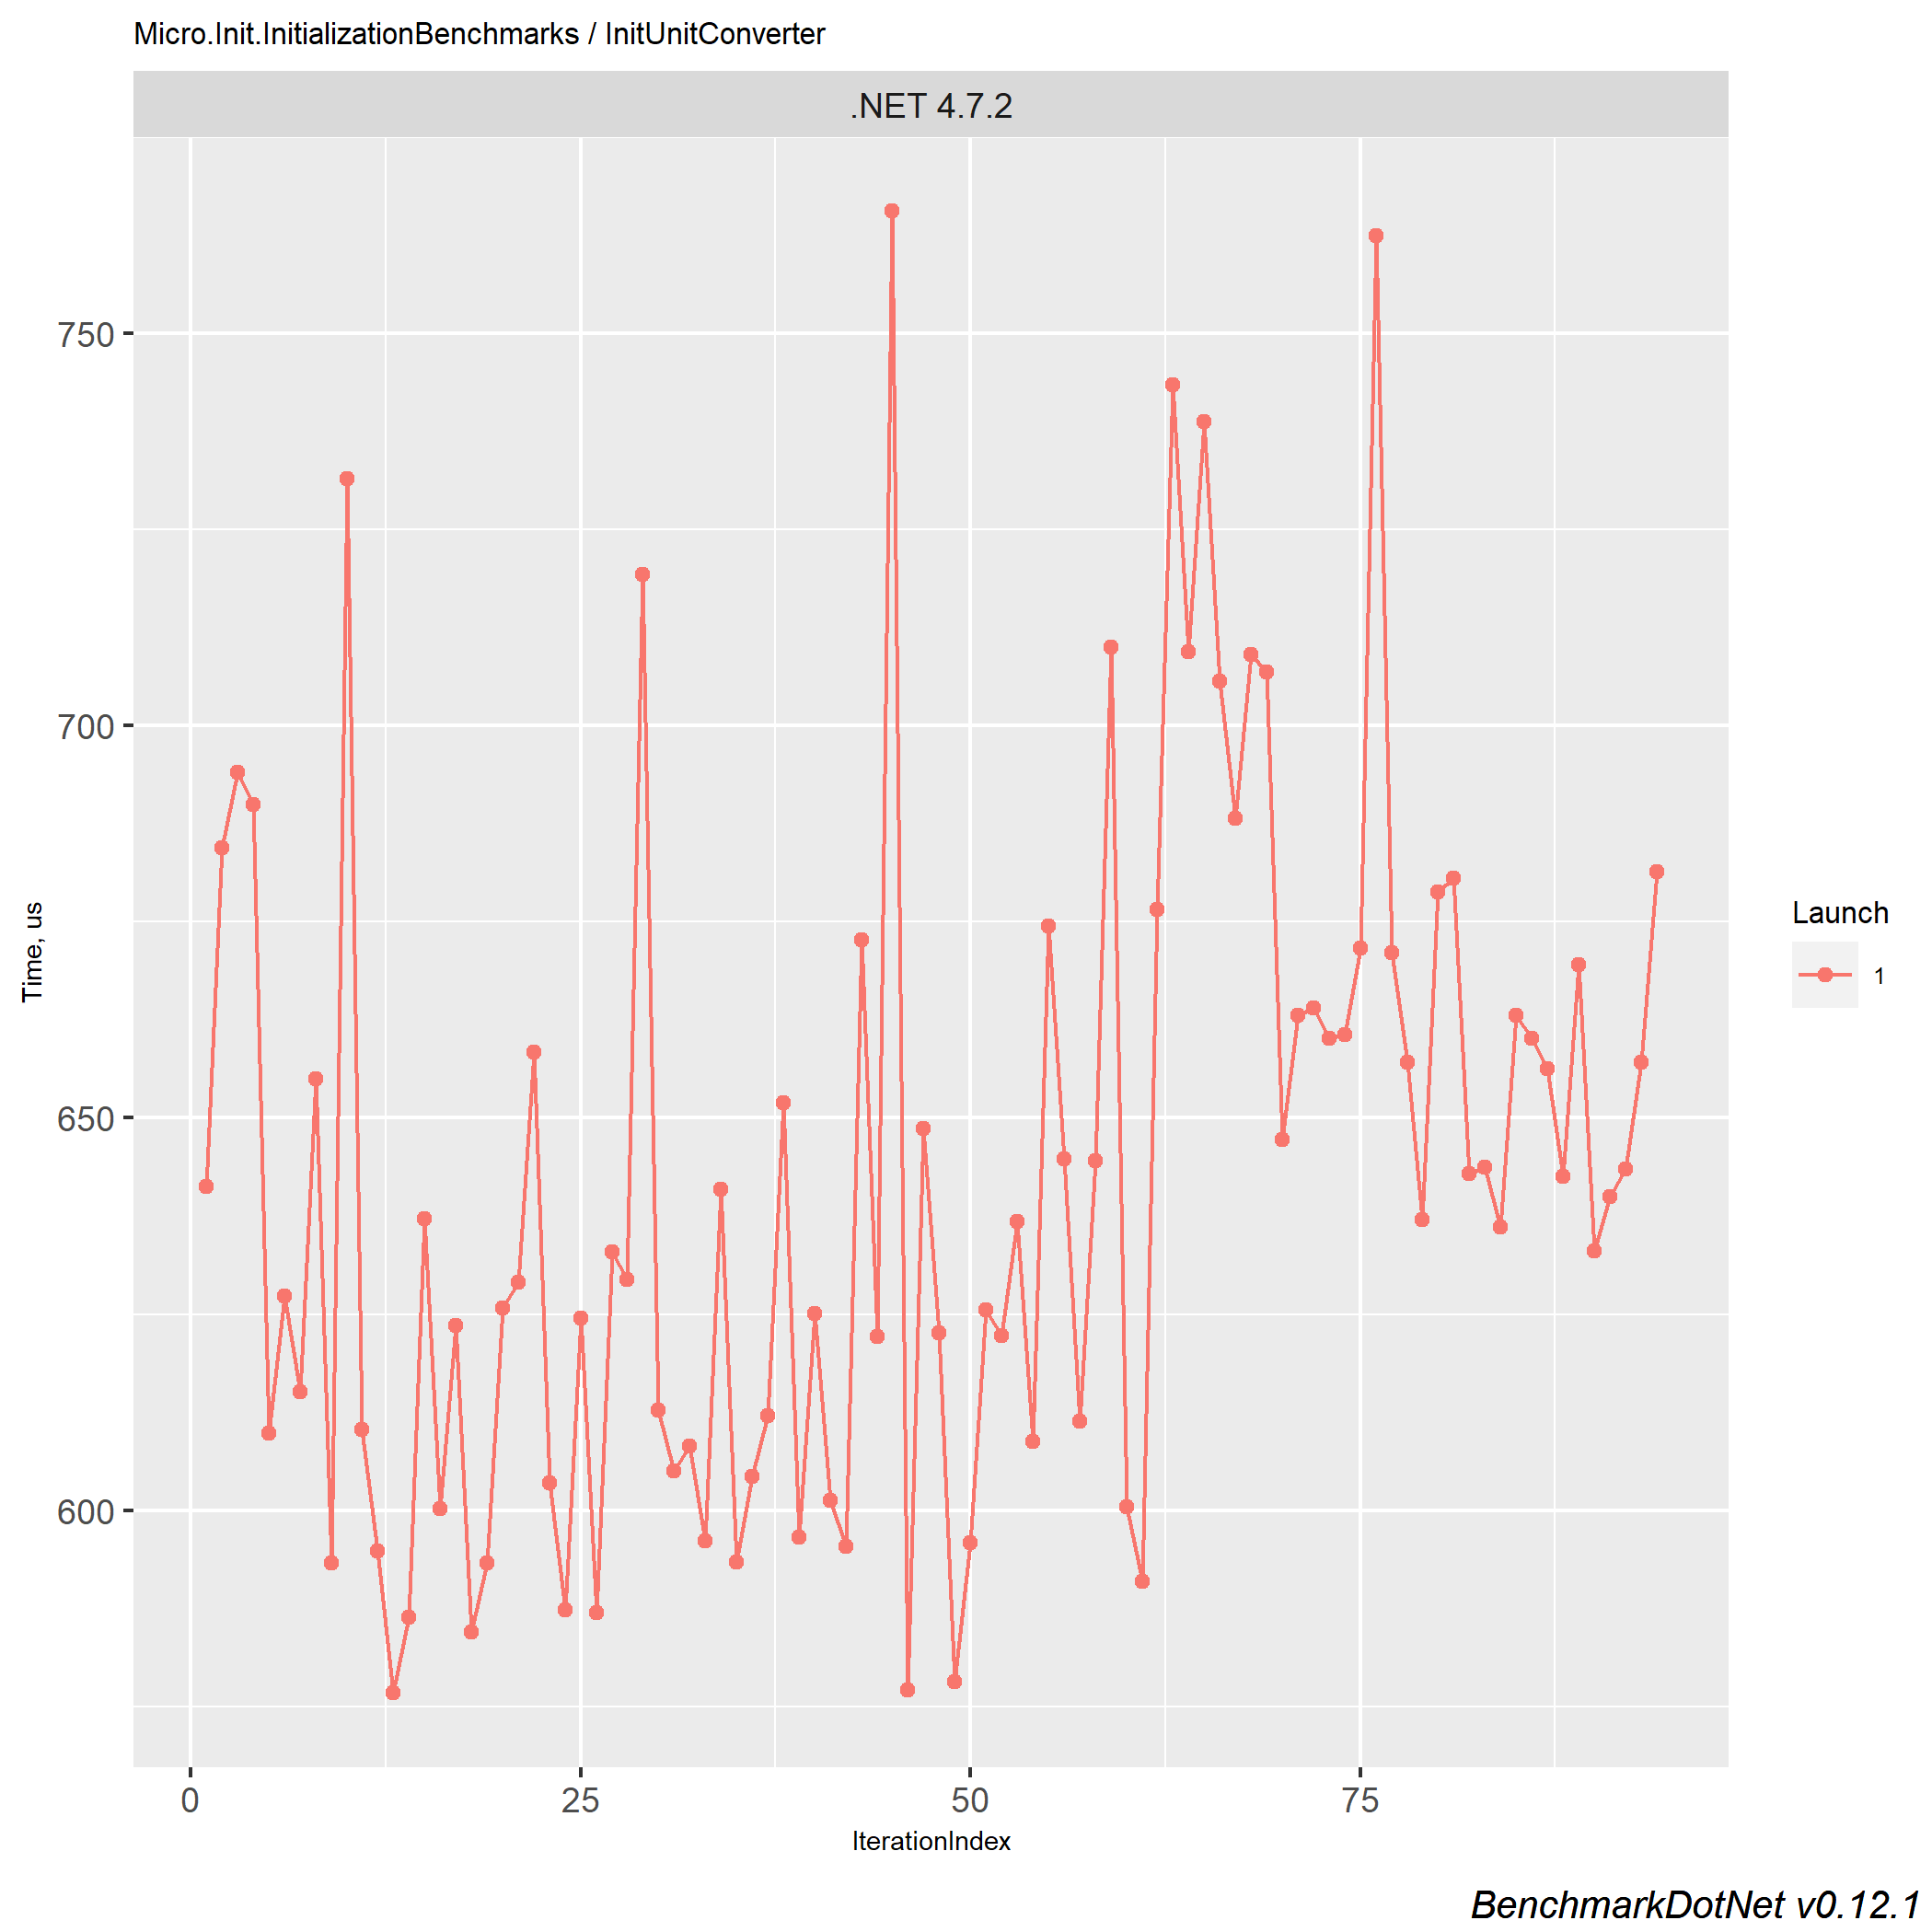 Micro.Init.InitializationBenchmarks / InitUnitConverter
.NET 4.7.2
750
700
650
600
Time, us
0 25 50 75
IterationIndex
Launch
1
BenchmarkDotNet v0.12.1